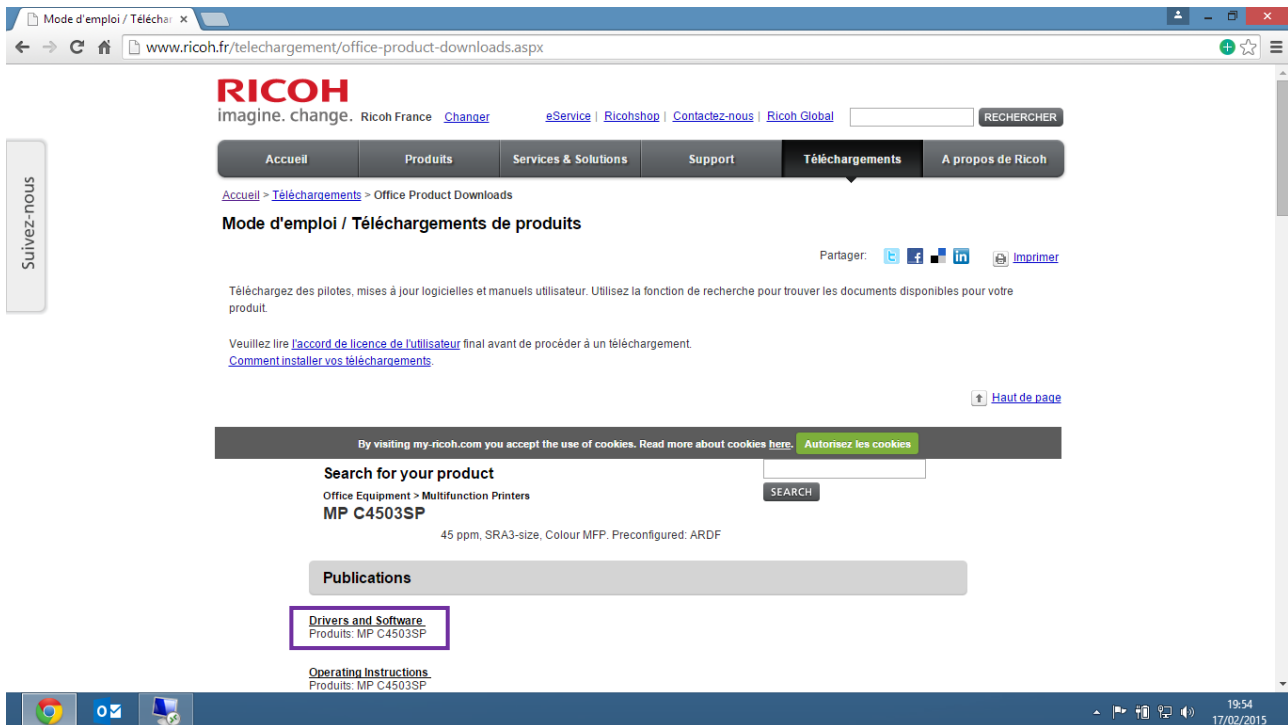 Mode d'emploi / Téléchar
www.ricoh.fr/telechargement/office-product-downloads.aspx
RICOH
imagine. change. Ricoh France Changer eService | Ricohshop | Contactez-nous | Ricoh Global RECHERCHER
Accueil Produits Services & Solutions Support Téléchargements A propos de Ricoh
Suivez-nous
Accueil > Téléchargements > Office Product Downloads
Mode d'emploi / Téléchargements de produits
Partager: Imprimer
Téléchargez des pilotes, mises à jour logicielles et manuels utilisateur. Utilisez la fonction de recherche pour trouver les documents disponibles pour votre
produit.
Veuillez lire l'accord de licence de l'utilisateur final avant de procéder à un téléchargement.
Comment installer vos téléchargements.
Haut de page
By visiting my-ricoh.com you accept the use of cookies. Read more about cookies here. Autorisez les cookies
Search for your product
SEARCH
Office Equipment > Multifunction Printers
MP C4503SP
45 ppm, SRA3-size, Colour MFP. Preconfigured: ARDF
Publications
Drivers and Software
Produits: MP C4503SP
Operating Instructions
Produits: MP C4503SP
19:54
17/02/2015